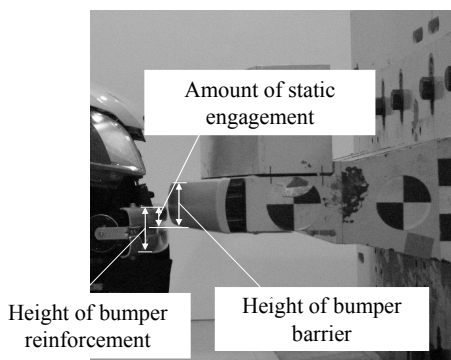 Amount of static
engagement
Height of bumper
reinforcement
Height of bumper
barrier